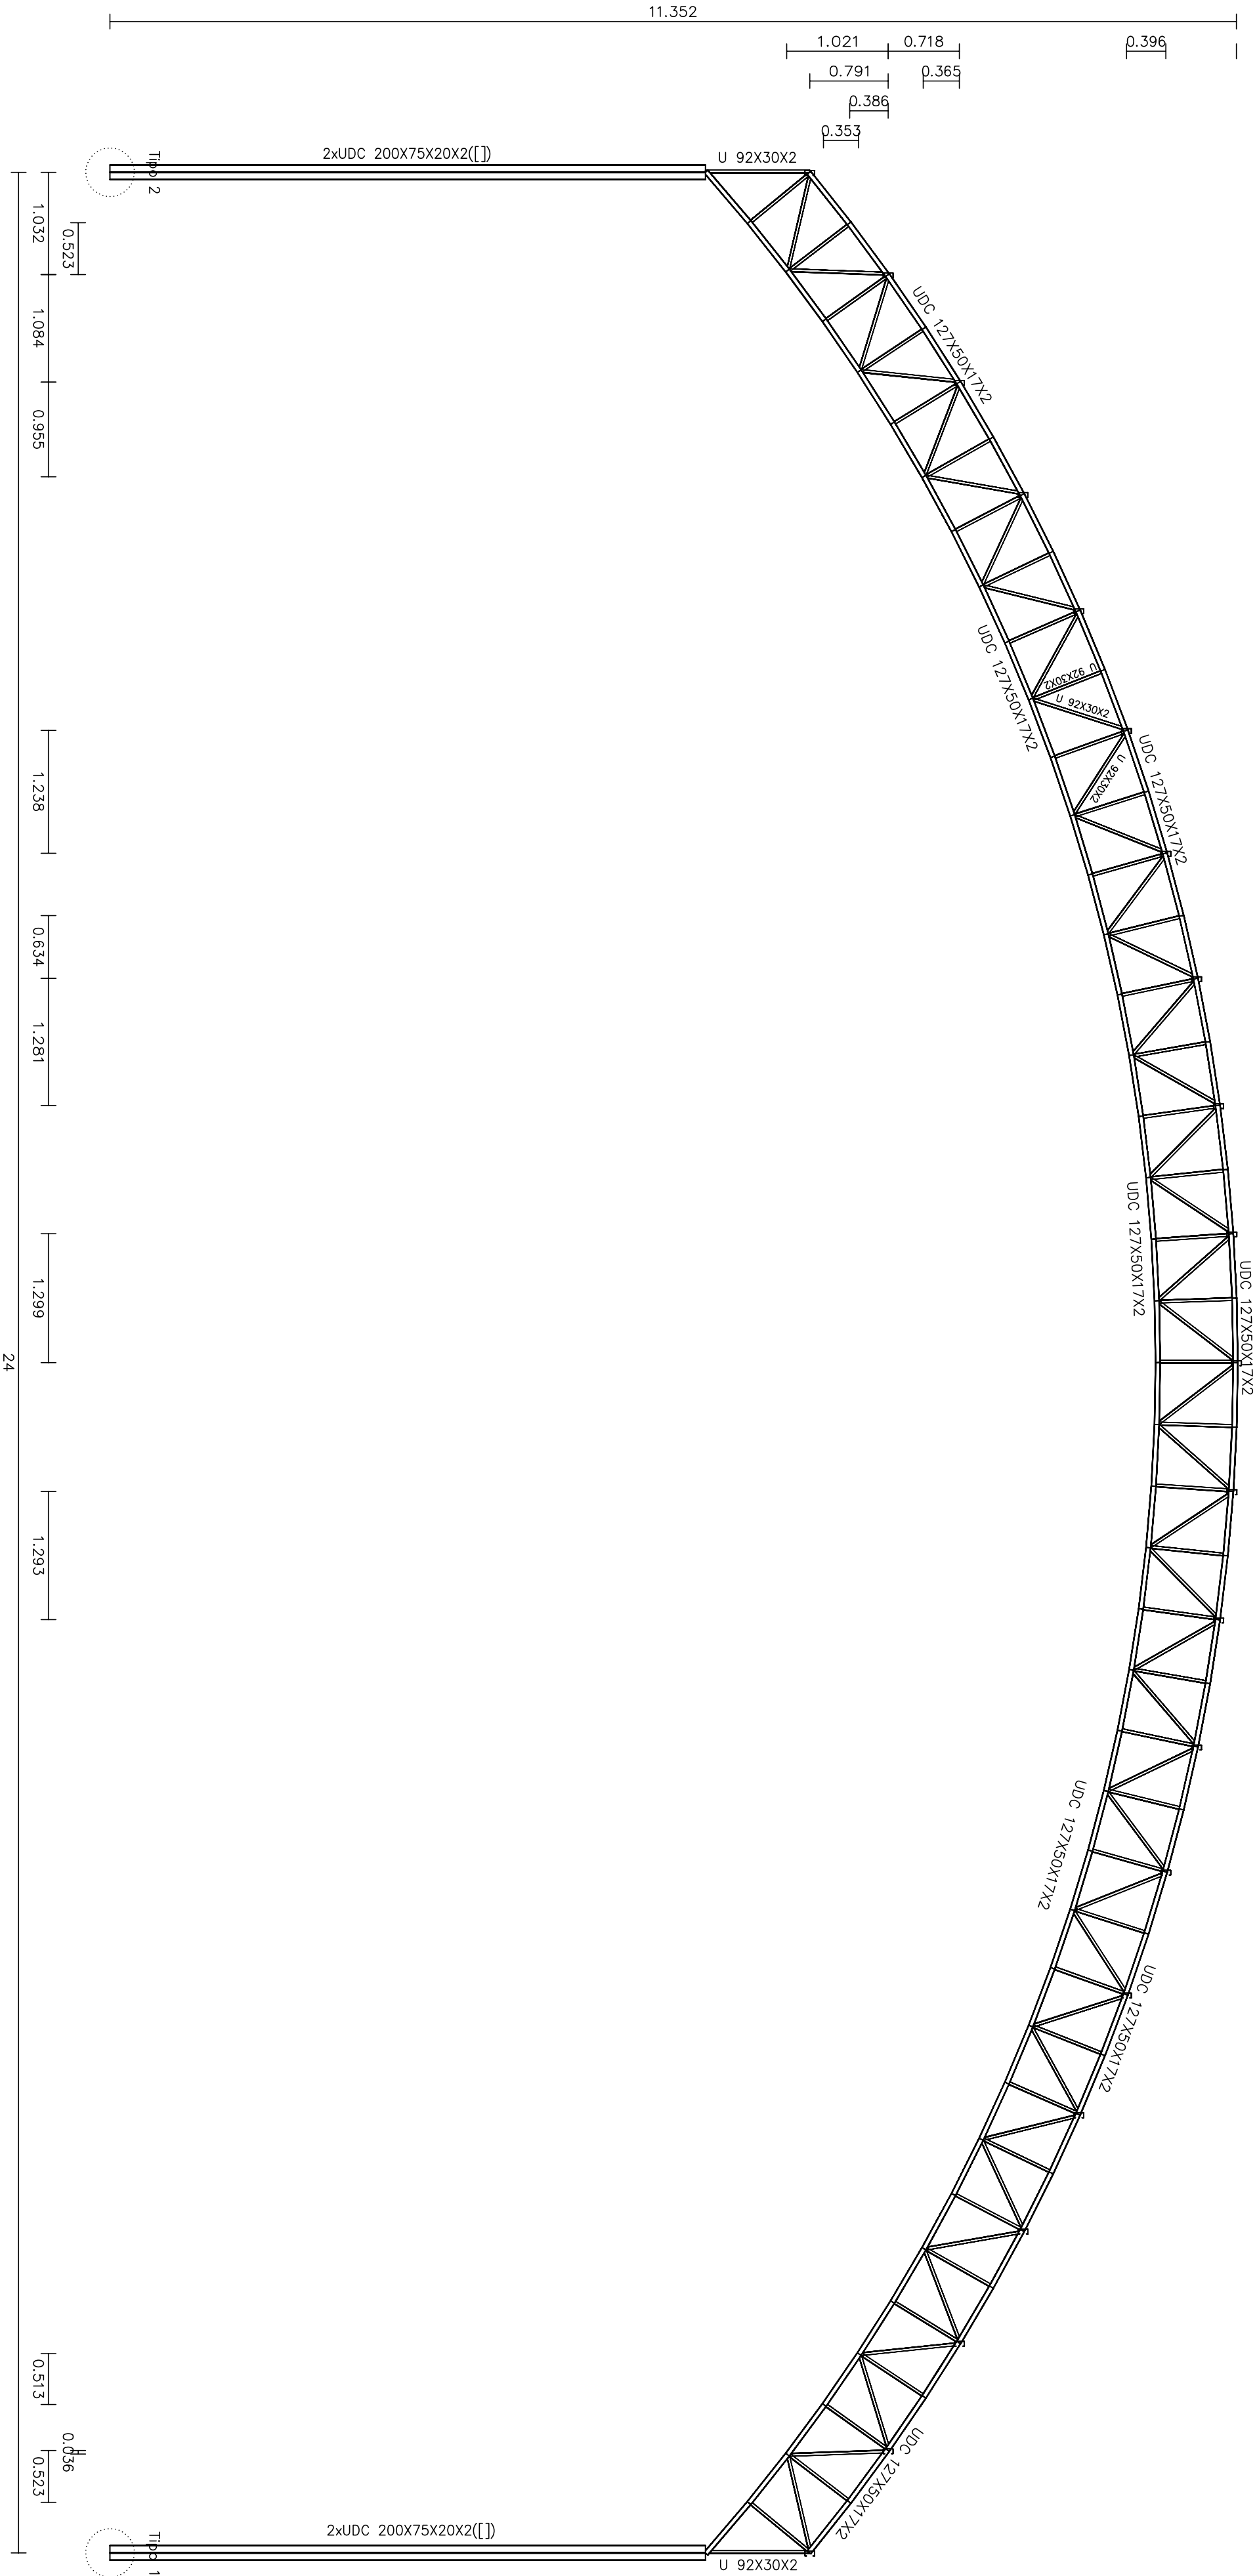 11.352
1.021
0.718
0.396
0.791
0.365
0.386
0.353
Tipo 2
2xUDC 200X75X20X2([])
U 92X30X2
1.032
0.523
UDC 127X50X17X2
1.084
0.955
UDC 127X50X17X2
U 92X30X2
U 92X30X2
U 92X30X2
UDC 127X50X17X2
1.238
0.634
1.281
UDC 127X50X17X2
UDC 127X50X17X2
1.299
24
1.293
UDC 127X50X17X2
UDC 127X50X17X2
0.513
UDC 127X50X17X2
0.036
0.523
2xUDC 200X75X20X2([])
Tipo 1
U 92X30X2